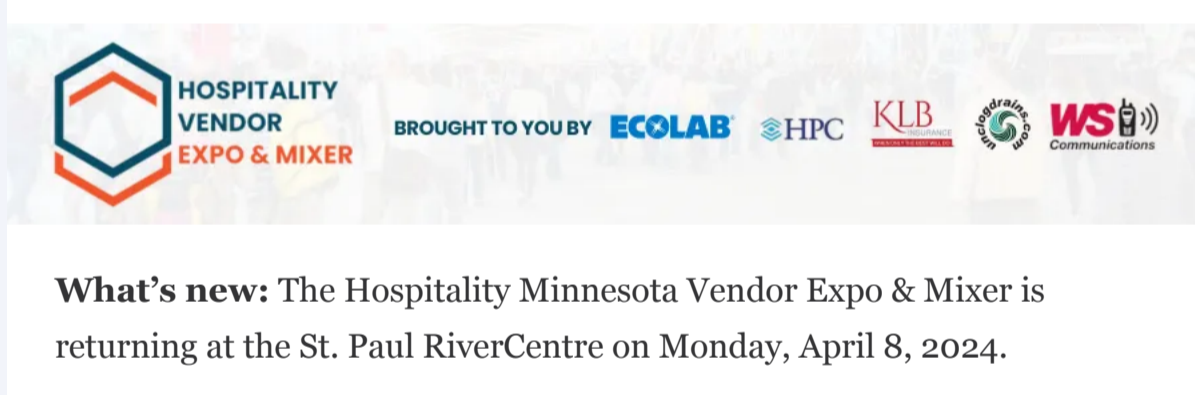 HOSPITALITY
VENDOR
EXPO & MIXER
BROUGHT TO YOU BY ECOLAB HPC KLB INSURANCE unclogdrains.com WS Communications
What's new: The Hospitality Minnesota Vendor Expo & Mixer is
returning at the St. Paul RiverCentre on Monday, April 8, 2024.